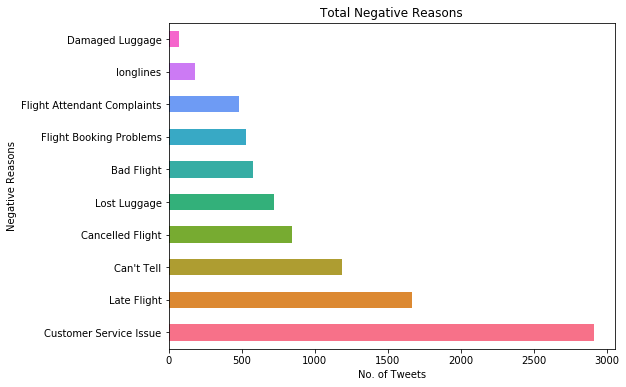 Total Negative Reasons
Damaged Luggage
longlines
Flight Attendant Complaints
Flight Booking Problems
Bad Flight
Lost Luggage
Cancelled Flight
Can't Tell
Late Flight
Customer Service Issue
Negative Reasons
0 500 1000 1500 2000 2500 3000
No. of Tweets